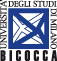 UNIVERSITÀ
DEGLI STUDI
DI MILANO
BICOCCA